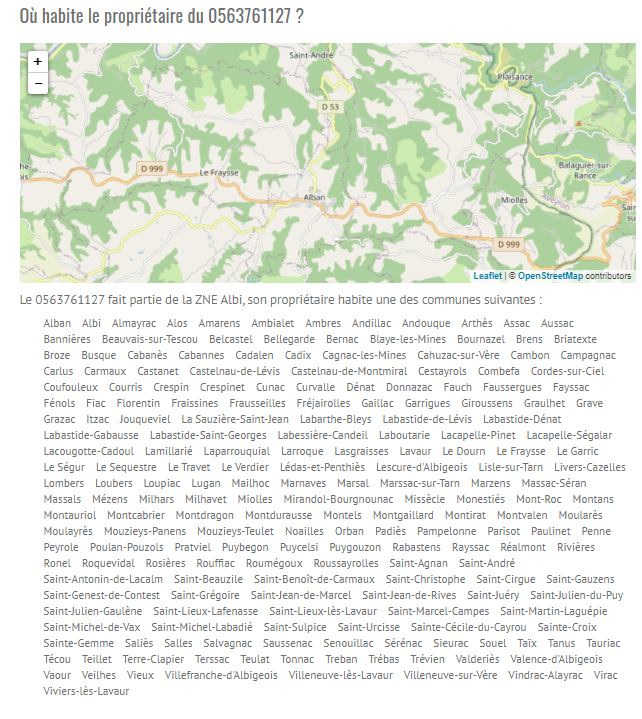 Où habite le propriétaire du 0563761127 ?
+
−
Saint-André
Plaisance
D 53
Balaguier-sur-
Rance
D 999
Le Fraysse
Alban
Miolles
Aveyron
D 999
Leaflet | © OpenStreetMap contributors
Le 0563761127 fait partie de la ZNE Albi, son propriétaire habite une des communes suivantes :
Alban Albi Almayrac Alos Amarens Ambialet Ambres Andillac Andouque Arthès Assac Aussac
Bannières Beauvais-sur-Tescou Belcastel Bellegarde Bernac Blaye-les-Mines Bournazel Brens Briatexte
Broze Busque Cabanès Cabannes Cadalen Cadix Cagnac-les-Mines Cahuzac-sur-Vère Cambon Campagnac
Carlus Carmaux Castanet Castelnau-de-Lévis Castelnau-de-Montmiral Cestayrols Combefa Cordes-sur-Ciel
Coufouleux Courris Crespin Crespinet Cunac Curvalle Dénat Donnazac Fauch Faussergues Fayssac
Fénols Fiac Florentin Fraissines Frausseilles Fréjairolles Gaillac Garrigues Giroussens Graulhet Grave
Grazac Itzac Jouqueviel La Sauzière-Saint-Jean Labarthe-Bleys Labastide-de-Lévis Labastide-Dénat
Labastide-Gabausse Labastide-Saint-Georges Labessière-Candeil Laboutarie Lacapelle-Pinet Lacapelle-Ségalar
Lacougotte-Cadoul Lamillarié Laparrouquial Larroque Lasgraisses Lavaur Le Dourn Le Fraysse Le Garric
Le Ségur Le Sequestre Le Travet Le Verdier Lédas-et-Penthiès Lescure-d'Albigeois Lisle-sur-Tarn Livers-Cazelles
Lombers Loubers Loupiac Lugan Mailhoc Marnaves Marsal Marssac-sur-Tarn Marzens Massac-Séran
Massals Mézens Milhars Milhavet Miolles Mirandol-Bourgnounac Missècle Monestiés Mont-Roc Montans
Montauriol Montcabrier Montdragon Montdurausse Montels Montgaillard Montirat Montvalen Moularès
Moulayrès Mouzieys-Panens Mouzieys-Teulet Noailles Orban Padiès Pampelonne Parisot Paulinet Penne
Peyrole Poulan-Pouzols Pratviel Puybegon Puycelsi Puygouzon Rabastens Rayssac Réalmont Rivières
Ronel Roquevidal Rosières Rouffiac Roumégoux Roussayrolles Saint-Agnan Saint-André
Saint-Antonin-de-Lacalm Saint-Beauzile Saint-Benoît-de-Carmaux Saint-Christophe Saint-Cirgue Saint-Gauzens
Saint-Genest-de-Contest Saint-Grégoire Saint-Jean-de-Marcel Saint-Jean-de-Rives Saint-Juéry Saint-Julien-du-Puy
Saint-Julien-Gaulène Saint-Lieux-Lafenasse Saint-Lieux-lès-Lavaur Saint-Marcel-Campes Saint-Martin-Laguépie
Saint-Michel-de-Vax Saint-Michel-Labadié Saint-Sulpice Saint-Urcisse Sainte-Cécile-du-Cayrou Sainte-Croix
Sainte-Gemme Saliès Salles Salvagnac Saussenac Senouillac Sérénac Sieurac Souel Taïx Tanus Tauriac
Técou Teillet Terre-Clapier Terssac Teulat Tonnac Treban Trébas Trévien Valderiès Valence-d'Albigeois
Vaour Veilhes Vieux Villefranche-d'Albigeois Villeneuve-lès-Lavaur Villeneuve-sur-Vère Vindrac-Alayrac Virac
Viviers-lès-Lavaur